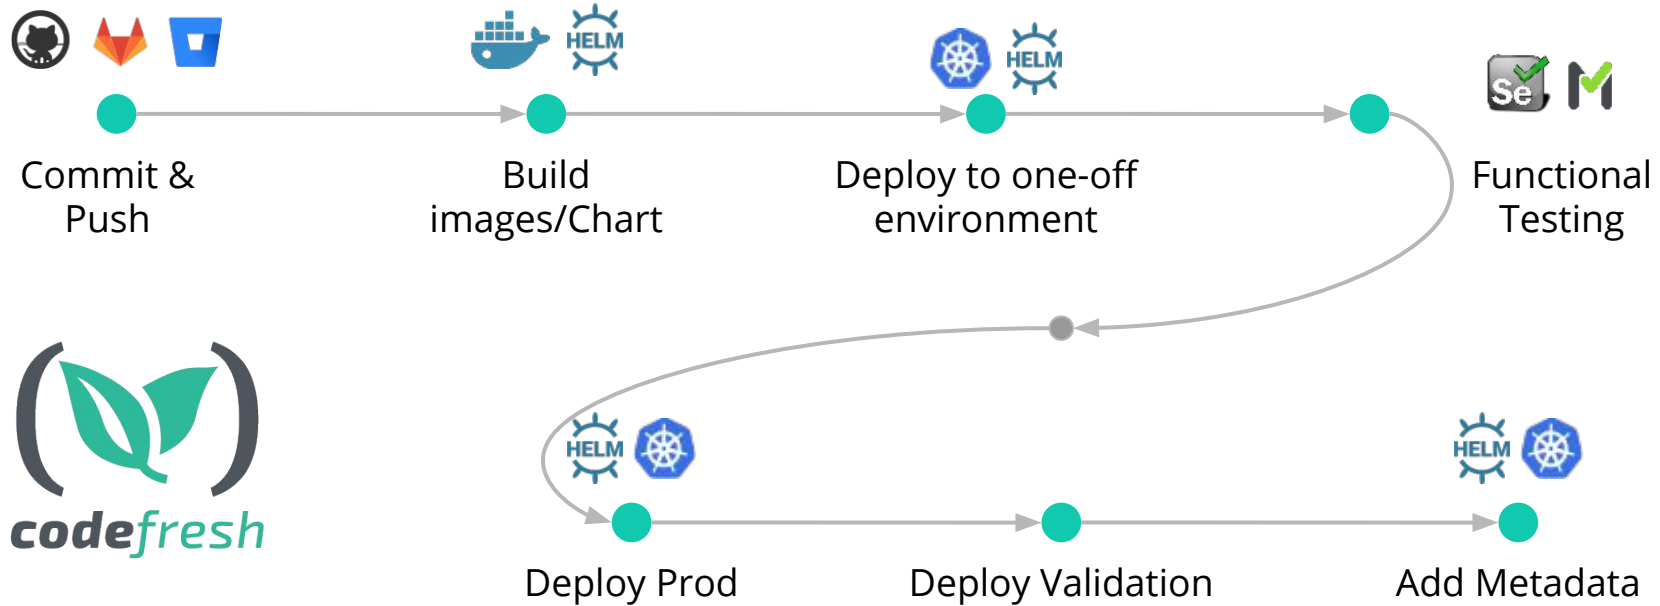 HELM
HELM
Se
Commit &
Push
Build
images/Chart
Deploy to one-off
environment
Functional
Testing
HELM
HELM
codefresh
Deploy Prod
Deploy Validation
Add Metadata